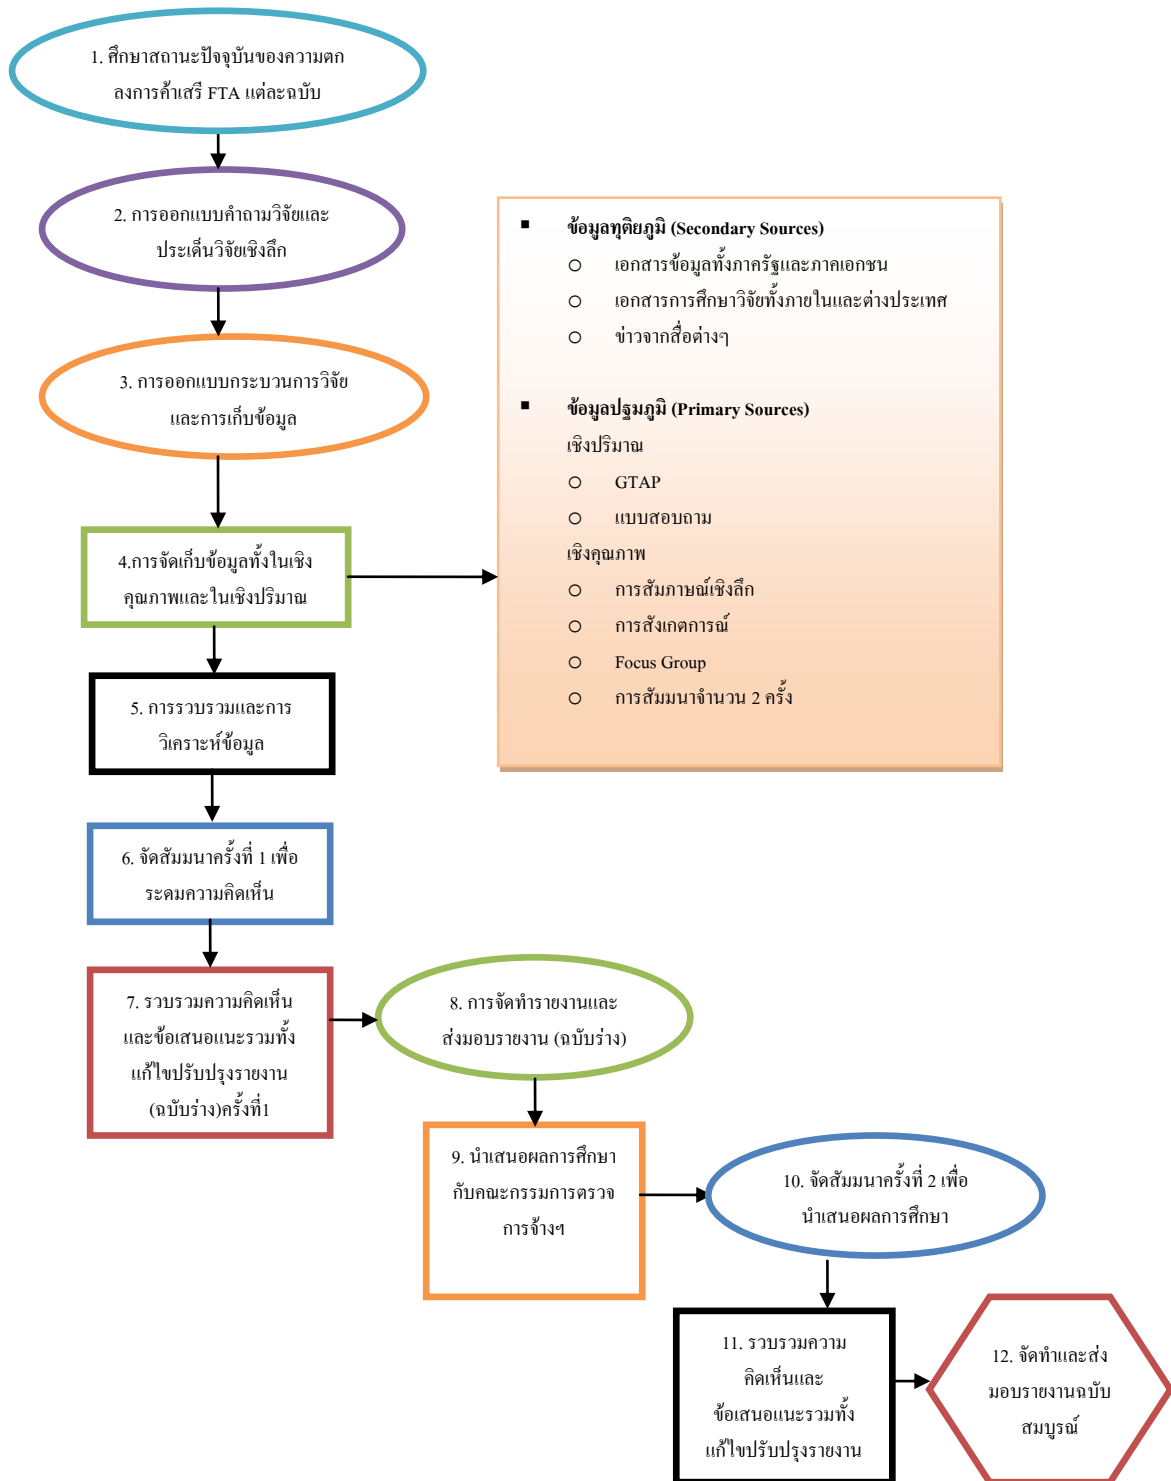 1. ศึกษาสถานะปัจจุบันของความตก
ลงการค้าเสรี FTA แต่ละฉบับ
2. การออกแบบคำถามวิจัยและ
ประเด็นวิจัยเชิงลึก
3. การออกแบบกระบวนการวิจัย
และการเก็บข้อมูล
4.การจัดเก็บข้อมูลทั้งในเชิง
คุณภาพและในเชิงปริมาณ
▪ ข้อมูลทุติยภูมิ (Secondary Sources)
o เอกสารข้อมูลทั้งภาครัฐและภาคเอกชน
o เอกสารการศึกษาวิจัยทั้งภายในและต่างประเทศ
o ข่าวจากสื่อต่างๆ
▪ ข้อมูลปฐมภูมิ (Primary Sources)
เชิงปริมาณ
o GTAP
o แบบสอบถาม
เชิงคุณภาพ
o การสัมภาษณ์เชิงลึก
o การสังเกตการณ์
o Focus Group
o การสัมมนาจำนวน 2 ครั้ง
5. การรวบรวมและการ
วิเคราะห์ข้อมูล
6. จัดสัมมนาครั้งที่ 1 เพื่อ
ระดมความคิดเห็น
7. รวบรวมความคิดเห็น
และข้อเสนอแนะรวมทั้ง
แก้ไขปรับปรุงรายงาน
(ฉบับร่าง)ครั้งที่1
8. การจัดทำรายงานและ
ส่งมอบรายงาน (ฉบับร่าง)
9. นำเสนอผลการศึกษา
กับคณะกรรมการตรวจ
การจ้างฯ
10. จัดสัมมนาครั้งที่ 2 เพื่อ
นำเสนอผลการศึกษา
11. รวบรวมความ
คิดเห็นและ
ข้อเสนอแนะรวมทั้ง
แก้ไขปรับปรุงรายงาน
12. จัดทำและส่ง
มอบรายงานฉบับ
สมบูรณ์